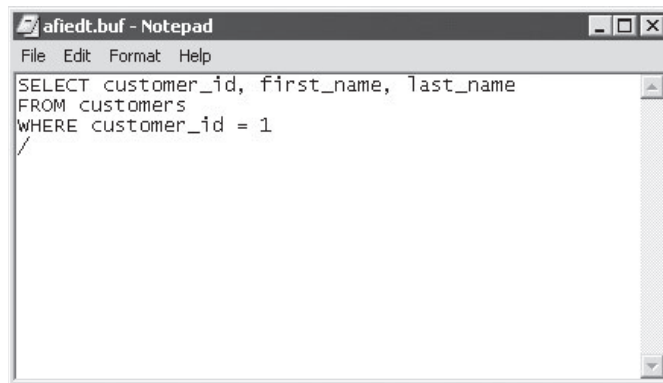 afiedt.buf - Notepad
File Edit Format Help
SELECT customer_id, first_name, last_name
FROM customers
WHERE customer_id = 1
/